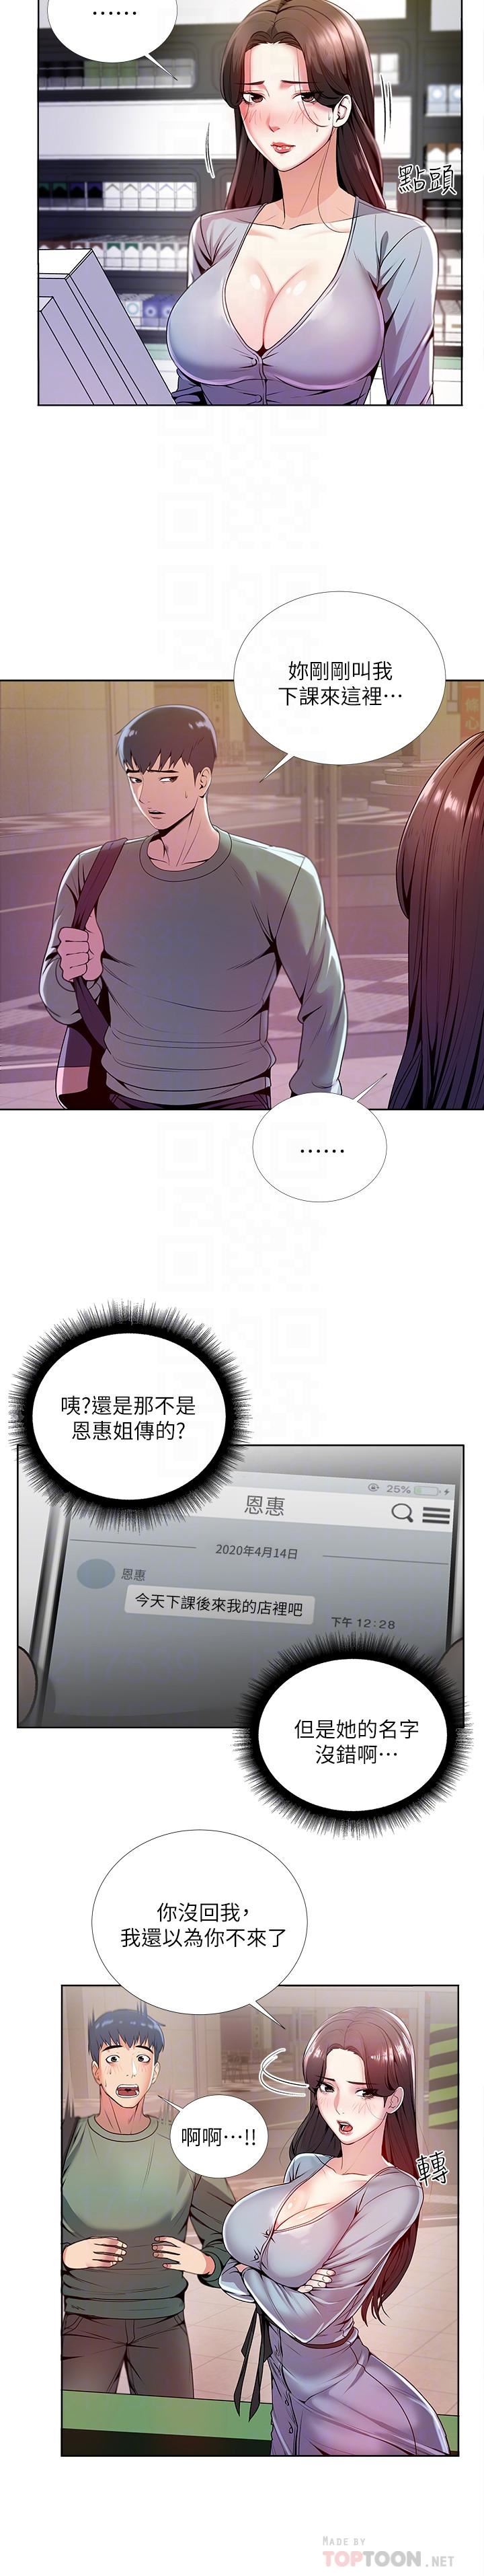 ……
點頭
妳剛剛叫我
下課來這裡…
條心
……
咦?還是那不是
恩惠姐傳的?
25%
恩惠
2020年4月14日
恩惠
今天下課後來我的店裡吧
下午 12:28
但是她的名字
沒錯啊…
你沒回我,
我還以為你不來了
啊啊…!!
轉
MADE BY
TOPTOON.NET